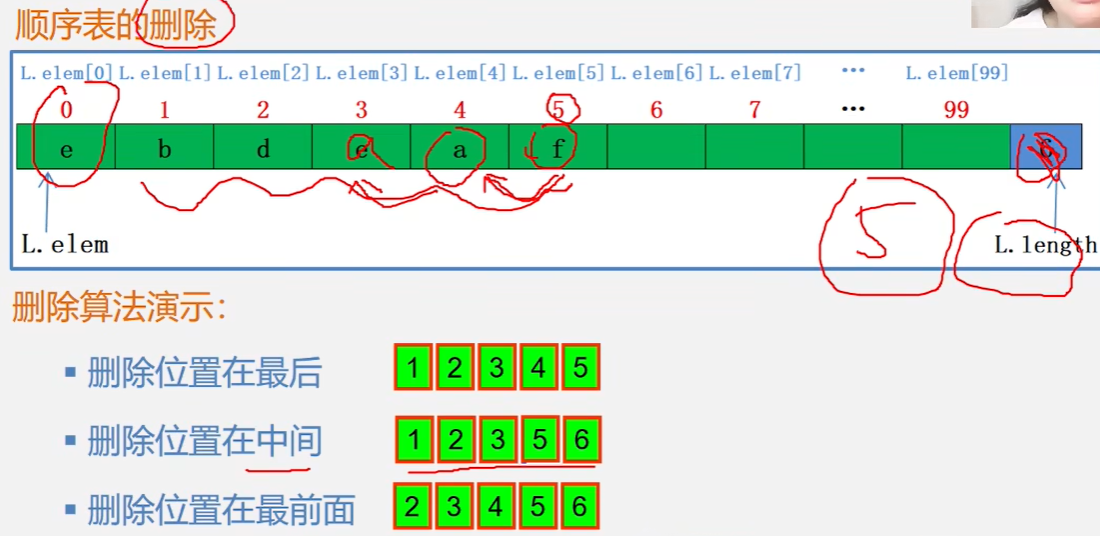 顺序表的删除
L.elem[0] L.elem[1] L.elem[2] L.elem[3] L.elem[4] L.elem[5] L.elem[6] L.elem[7] … L.elem[99]
0 1 2 3 4 5 6 7 … 99
e b d a f
5
L.elem L.length
删除算法演示:
▪ 删除位置在最后 1 2 3 4 5
▪ 删除位置在中间 1 2 3 5 6
▪ 删除位置在最前面 2 3 4 5 6